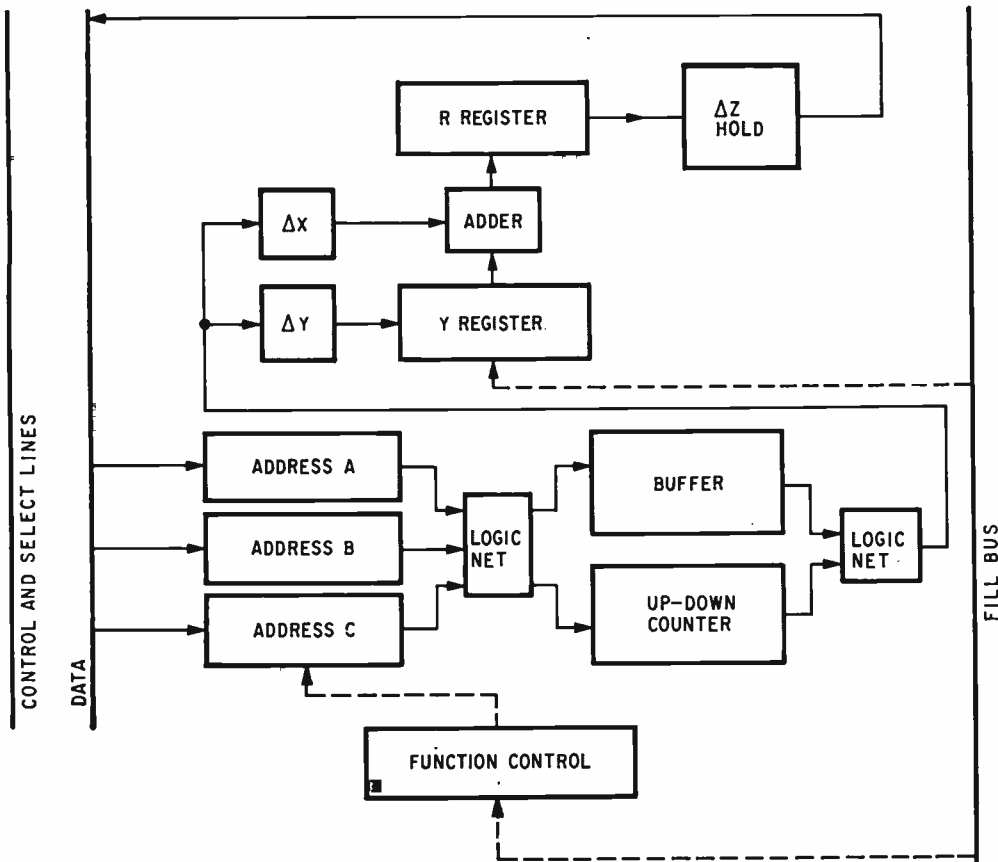 R REGISTER
ΔZ
HOLD
ΔX
ADDER
ΔY
Y REGISTER
CONTROL AND SELECT LINES
DATA
ADDRESS A
ADDRESS B
ADDRESS C
LOGIC
NET
BUFFER
UP-DOWN
COUNTER
LOGIC
NET
FILL BUS
FUNCTION CONTROL